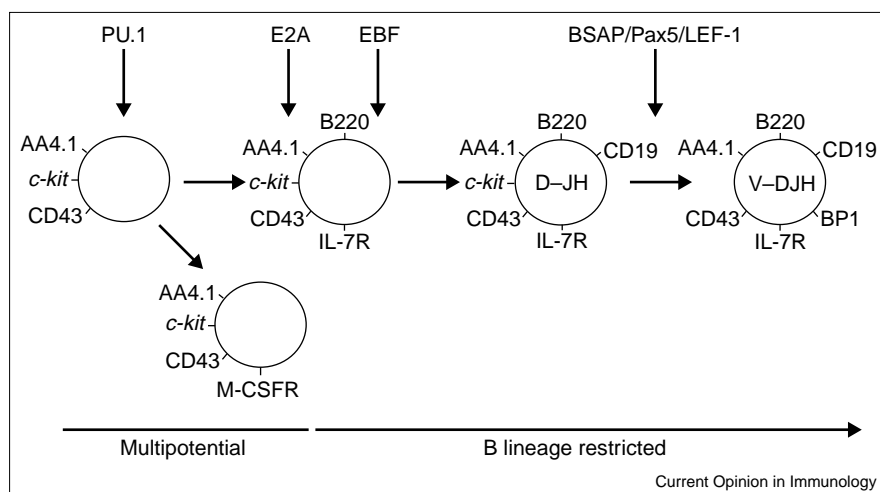 PU.1
E2A
EBF
BSAP/Pax5/LEF-1
AA4.1
c-kit
CD43
B220
AA4.1
c-kit
CD43
IL-7R
B220
AA4.1
CD19
c-kit
D–JH
CD43
IL-7R
B220
AA4.1
CD19
V–DJH
CD43
BP1
IL-7R
AA4.1
c-kit
CD43
M-CSFR
Multipotential
B lineage restricted
Current Opinion in Immunology